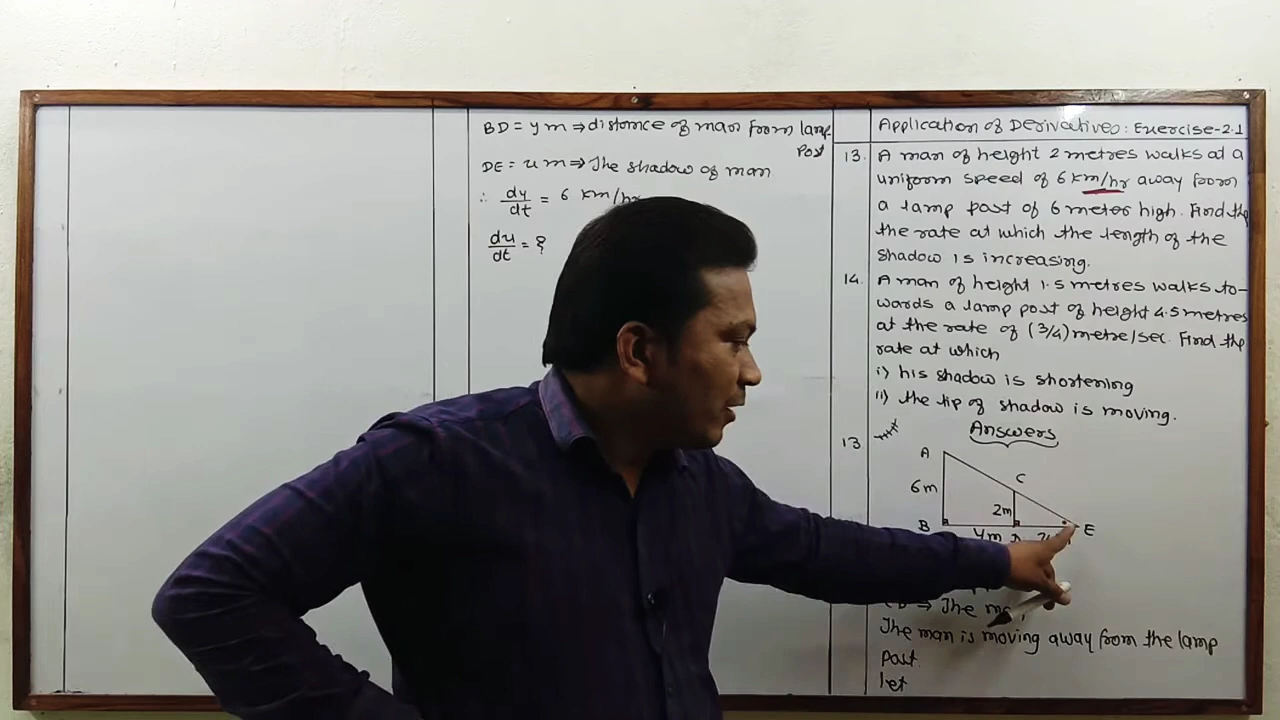 BD = y m ⇒ distance of man from lamp
Post
DE = u m ⇒ The shadow of man
∴ dy/dt = 6 km/hr
du/dt = ?
Application of Derivatives: Exercise-2.1
13. A man of height 2 metres walks at a
uniform speed of 6 km/hr away from
a lamp post of 6 meter high. Find the
the rate at which the length of the
shadow is increasing.
14. A man of height 1.5 metres walks to-
wards a lamp post of height 4.5 metres
at the rate of (3/4) metre/sec. Find the
rate at which
i) his shadow is shortening
ii) the tip of shadow is moving.
Answers
13
A
C
6m
2m
B
E
ym D
⇒ The
The man is moving away from the lamp
post.
let